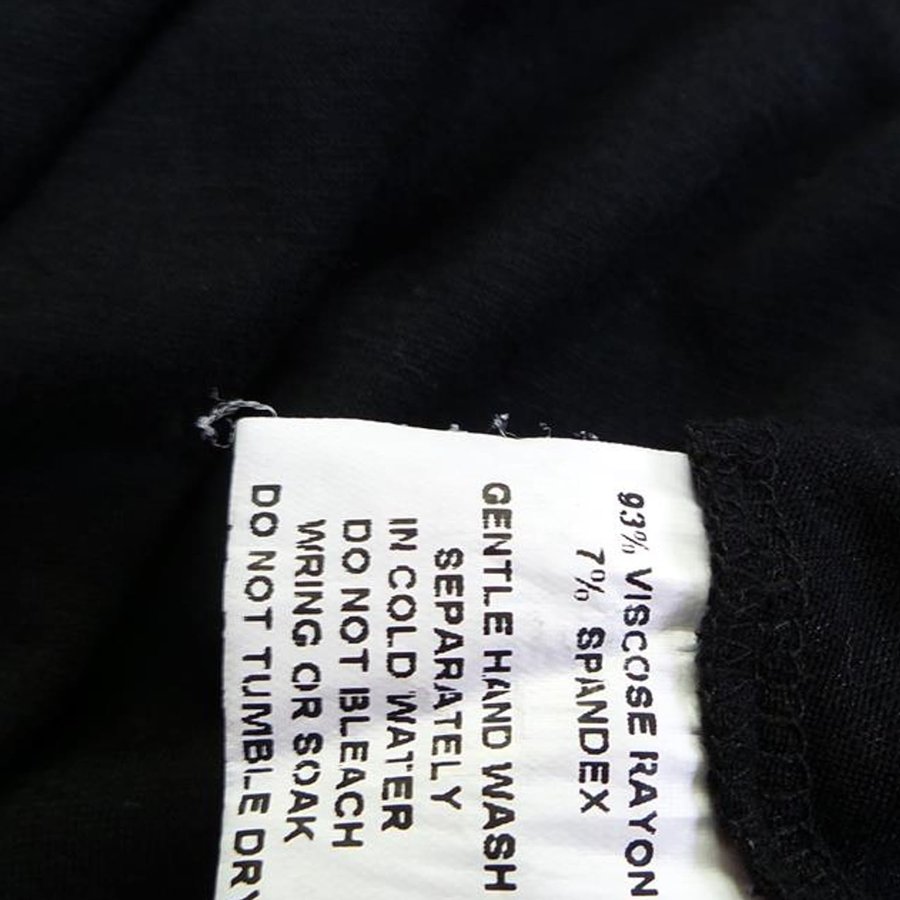 93% VISCOSE RAYON
7% SPANDEX
GENTLE HAND WASH
SEPARATELY
IN COLD WATER
DO NOT BLEACH
WRING OR SOAK
DO NOT TUMBLE DRY